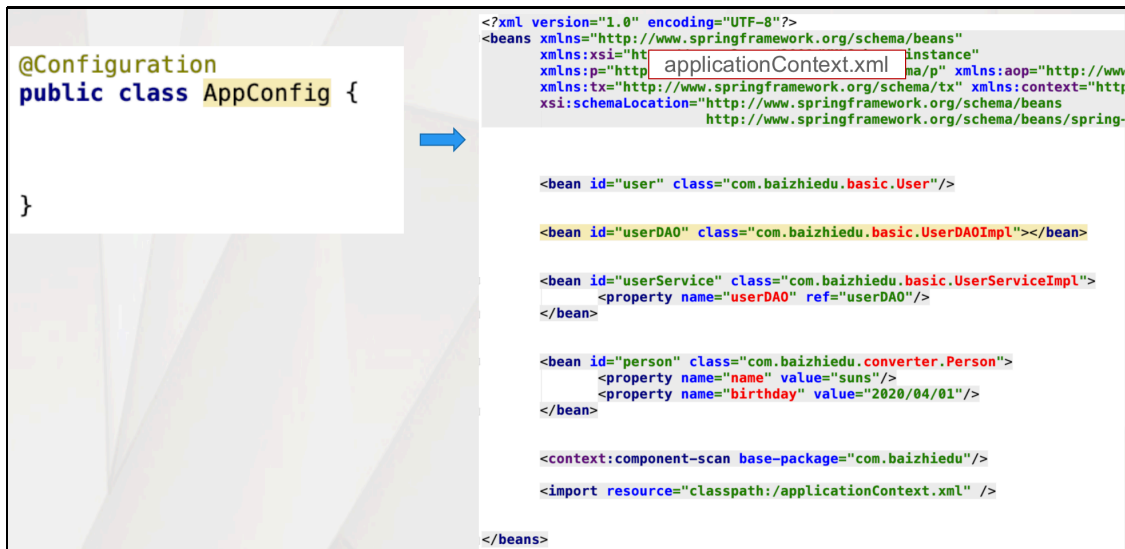 @Configuration
public class AppConfig {
}
<?xml version="1.0" encoding="UTF-8"?>
<beans xmlns="http://www.springframework.org/schema/beans"
xmlns:xsi="ht
instance"
applicationContext.xml
xmlns:p="http
ma/p" xmlns:aop="http://www
xmlns:tx="http://www.springframework.org/schema/tx" xmlns:context="http
xsi:schemaLocation="http://www.springframework.org/schema/beans
http://www.springframework.org/schema/beans/spring-
<bean id="user" class="com.baizhiedu.basic.User"/>
<bean id="userDAO" class="com.baizhiedu.basic.UserDAOImpl"></bean>
<bean id="userService" class="com.baizhiedu.basic.UserServiceImpl">
<property name="userDAO" ref="userDAO"/>
</bean>
<bean id="person" class="com.baizhiedu.converter.Person">
<property name="name" value="suns"/>
<property name="birthday" value="2020/04/01"/>
</bean>
<context:component-scan base-package="com.baizhiedu"/>
<import resource="classpath:/applicationContext.xml" />
</beans>